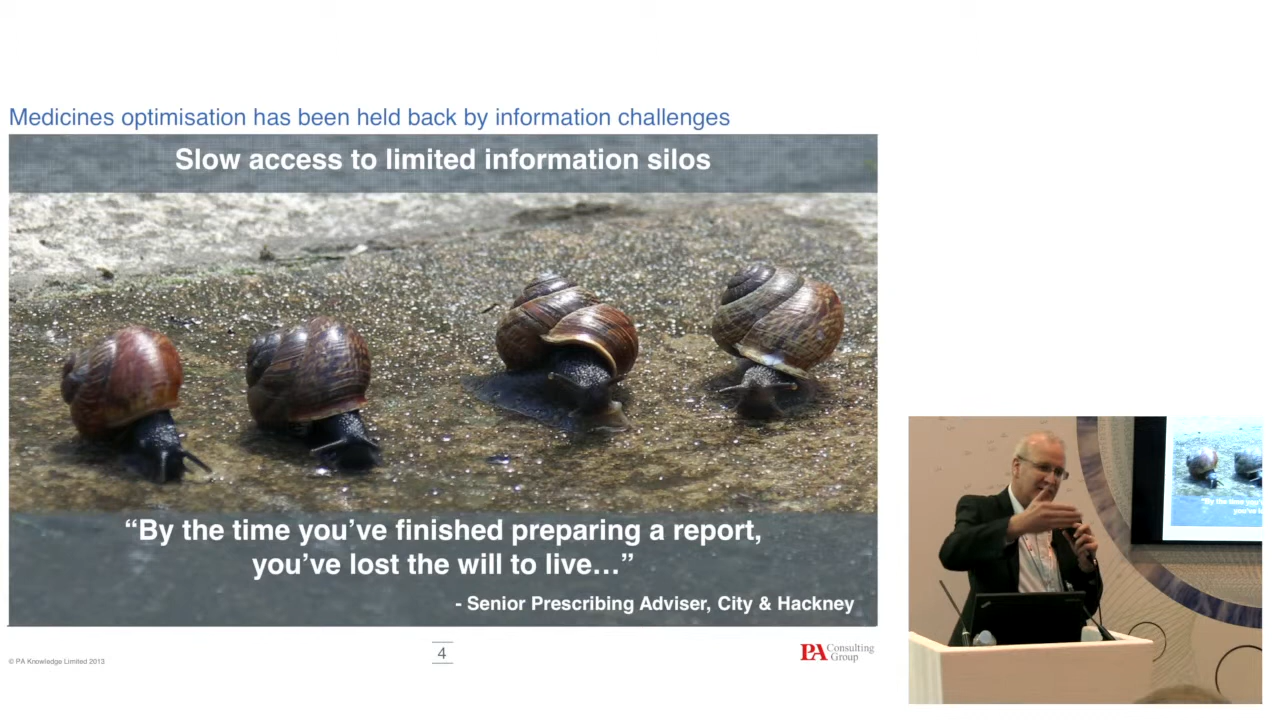 Medicines optimisation has been held back by information challenges
Slow access to limited information silos
“By the time you’ve finished preparing a report,
you’ve lost the will to live…”
- Senior Prescribing Adviser, City & Hackney
© PA Knowledge Limited 2013
4
PA Consulting
Group